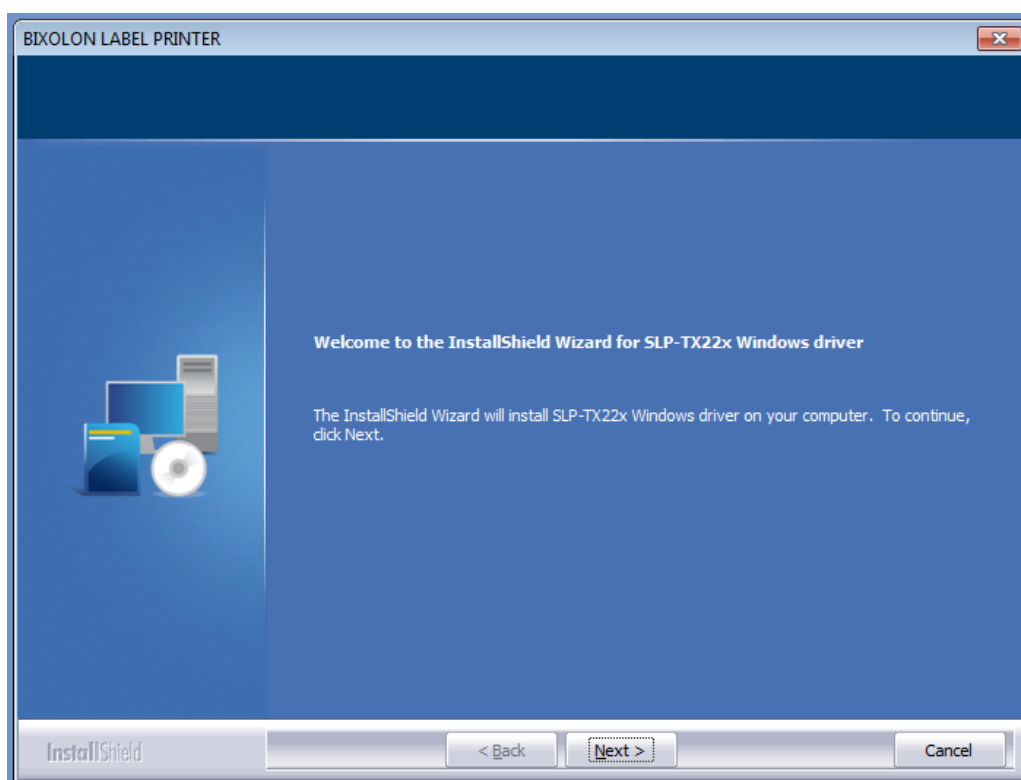 BIXOLON LABEL PRINTER
Welcome to the InstallShield Wizard for SLP-TX22x Windows driver
The InstallShield Wizard will install SLP-TX22x Windows driver on your computer.  To continue,
click Next.
InstallShield
< Back
Next >
Cancel